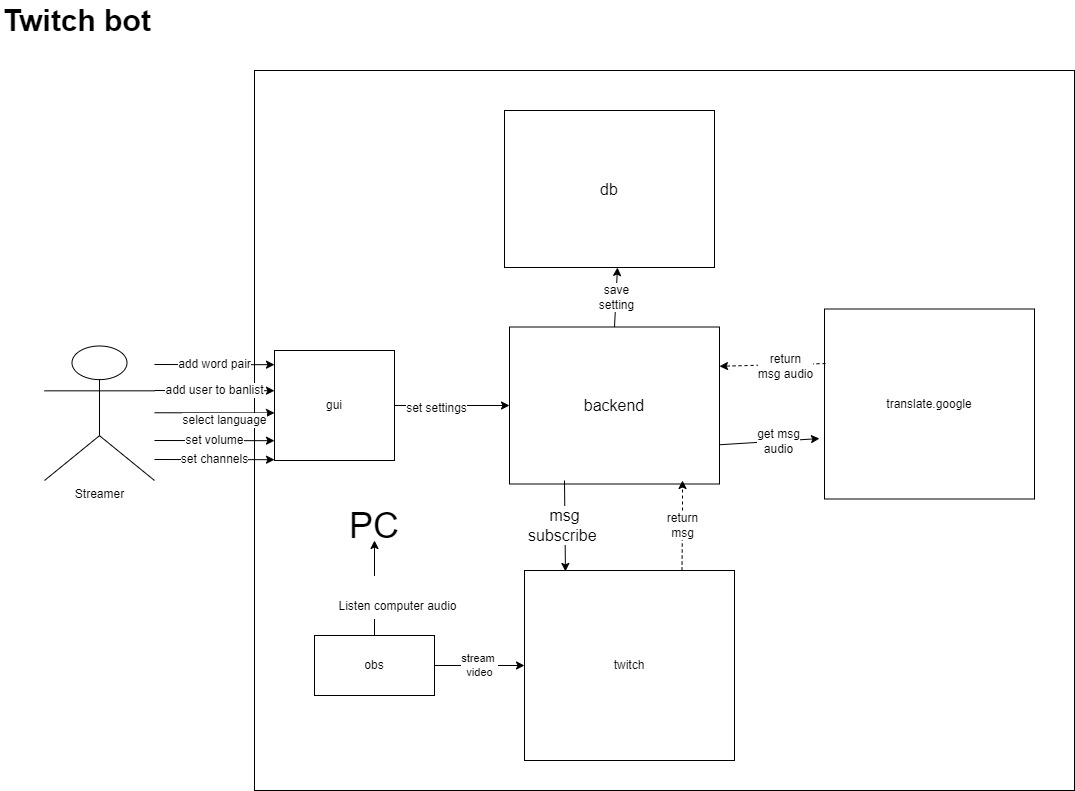 Twitch bot
db
save
setting
add word pair
return
msg audio
add user to banlist
gui
set settings
backend
translate.google
select language
set volume
get msg
audio
set channels
Streamer
PC
msg
subscribe
return
msg
Listen computer audio
obs
stream
video
twitch